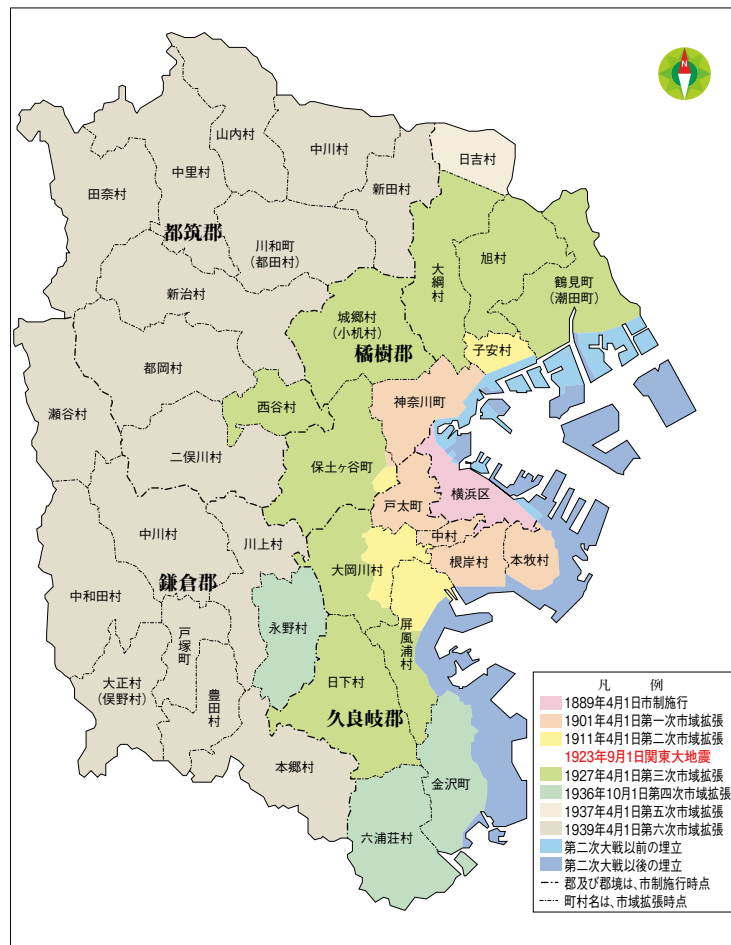 N
山内村
中川村
日吉村
中里村
新田村
田奈村
都筑郡
川和町
(都田村)
大綱村
旭村
鶴見町
(潮田町)
新治村
城郷村
(小机村)
橘樹郡
子安村
都岡村
神奈川町
瀬谷村
西谷村
二俣川村
保土ヶ谷町
横浜区
戸太町
中川村
川上村
中村
大岡川村
根岸村
本牧村
鎌倉郡
中和田村
永野村
戸塚町
屏風浦村
大正村
(俣野村)
豊田村
日下村
久良岐郡
本郷村
金沢町
六浦荘村
凡 例
1889年4月1日市制施行
1901年4月1日第一次市域拡張
1911年4月1日第二次市域拡張
1923年9月1日関東大地震
1927年4月1日第三次市域拡張
1936年10月1日第四次市域拡張
1937年4月1日第五次市域拡張
1939年4月1日第六次市域拡張
第二次大戦以前の埋立
第二次大戦以後の埋立
郡及び郡境は、市制施行時点
町村名は、市域拡張時点